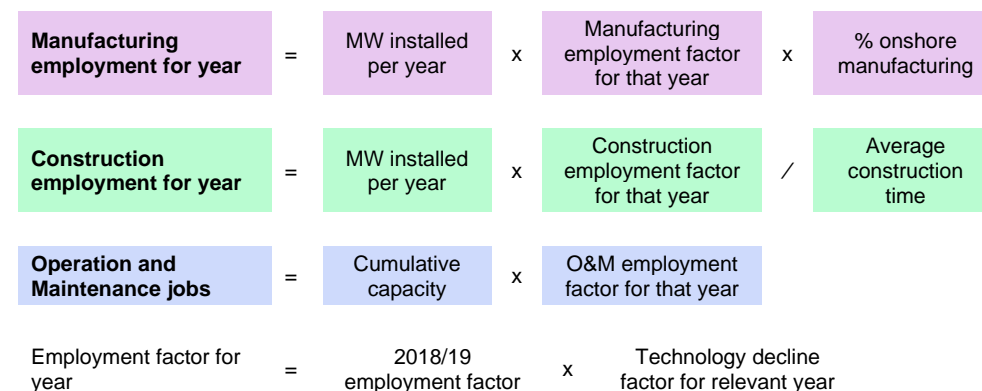 Manufacturing employment for year = MW installed per year x Manufacturing employment factor for that year x % onshore manufacturing
Construction employment for year = MW installed per year x Construction employment factor for that year / Average construction time
Operation and Maintenance jobs = Cumulative capacity x O&M employment factor for that year
Employment factor for year = 2018/19 employment factor x Technology decline factor for relevant year